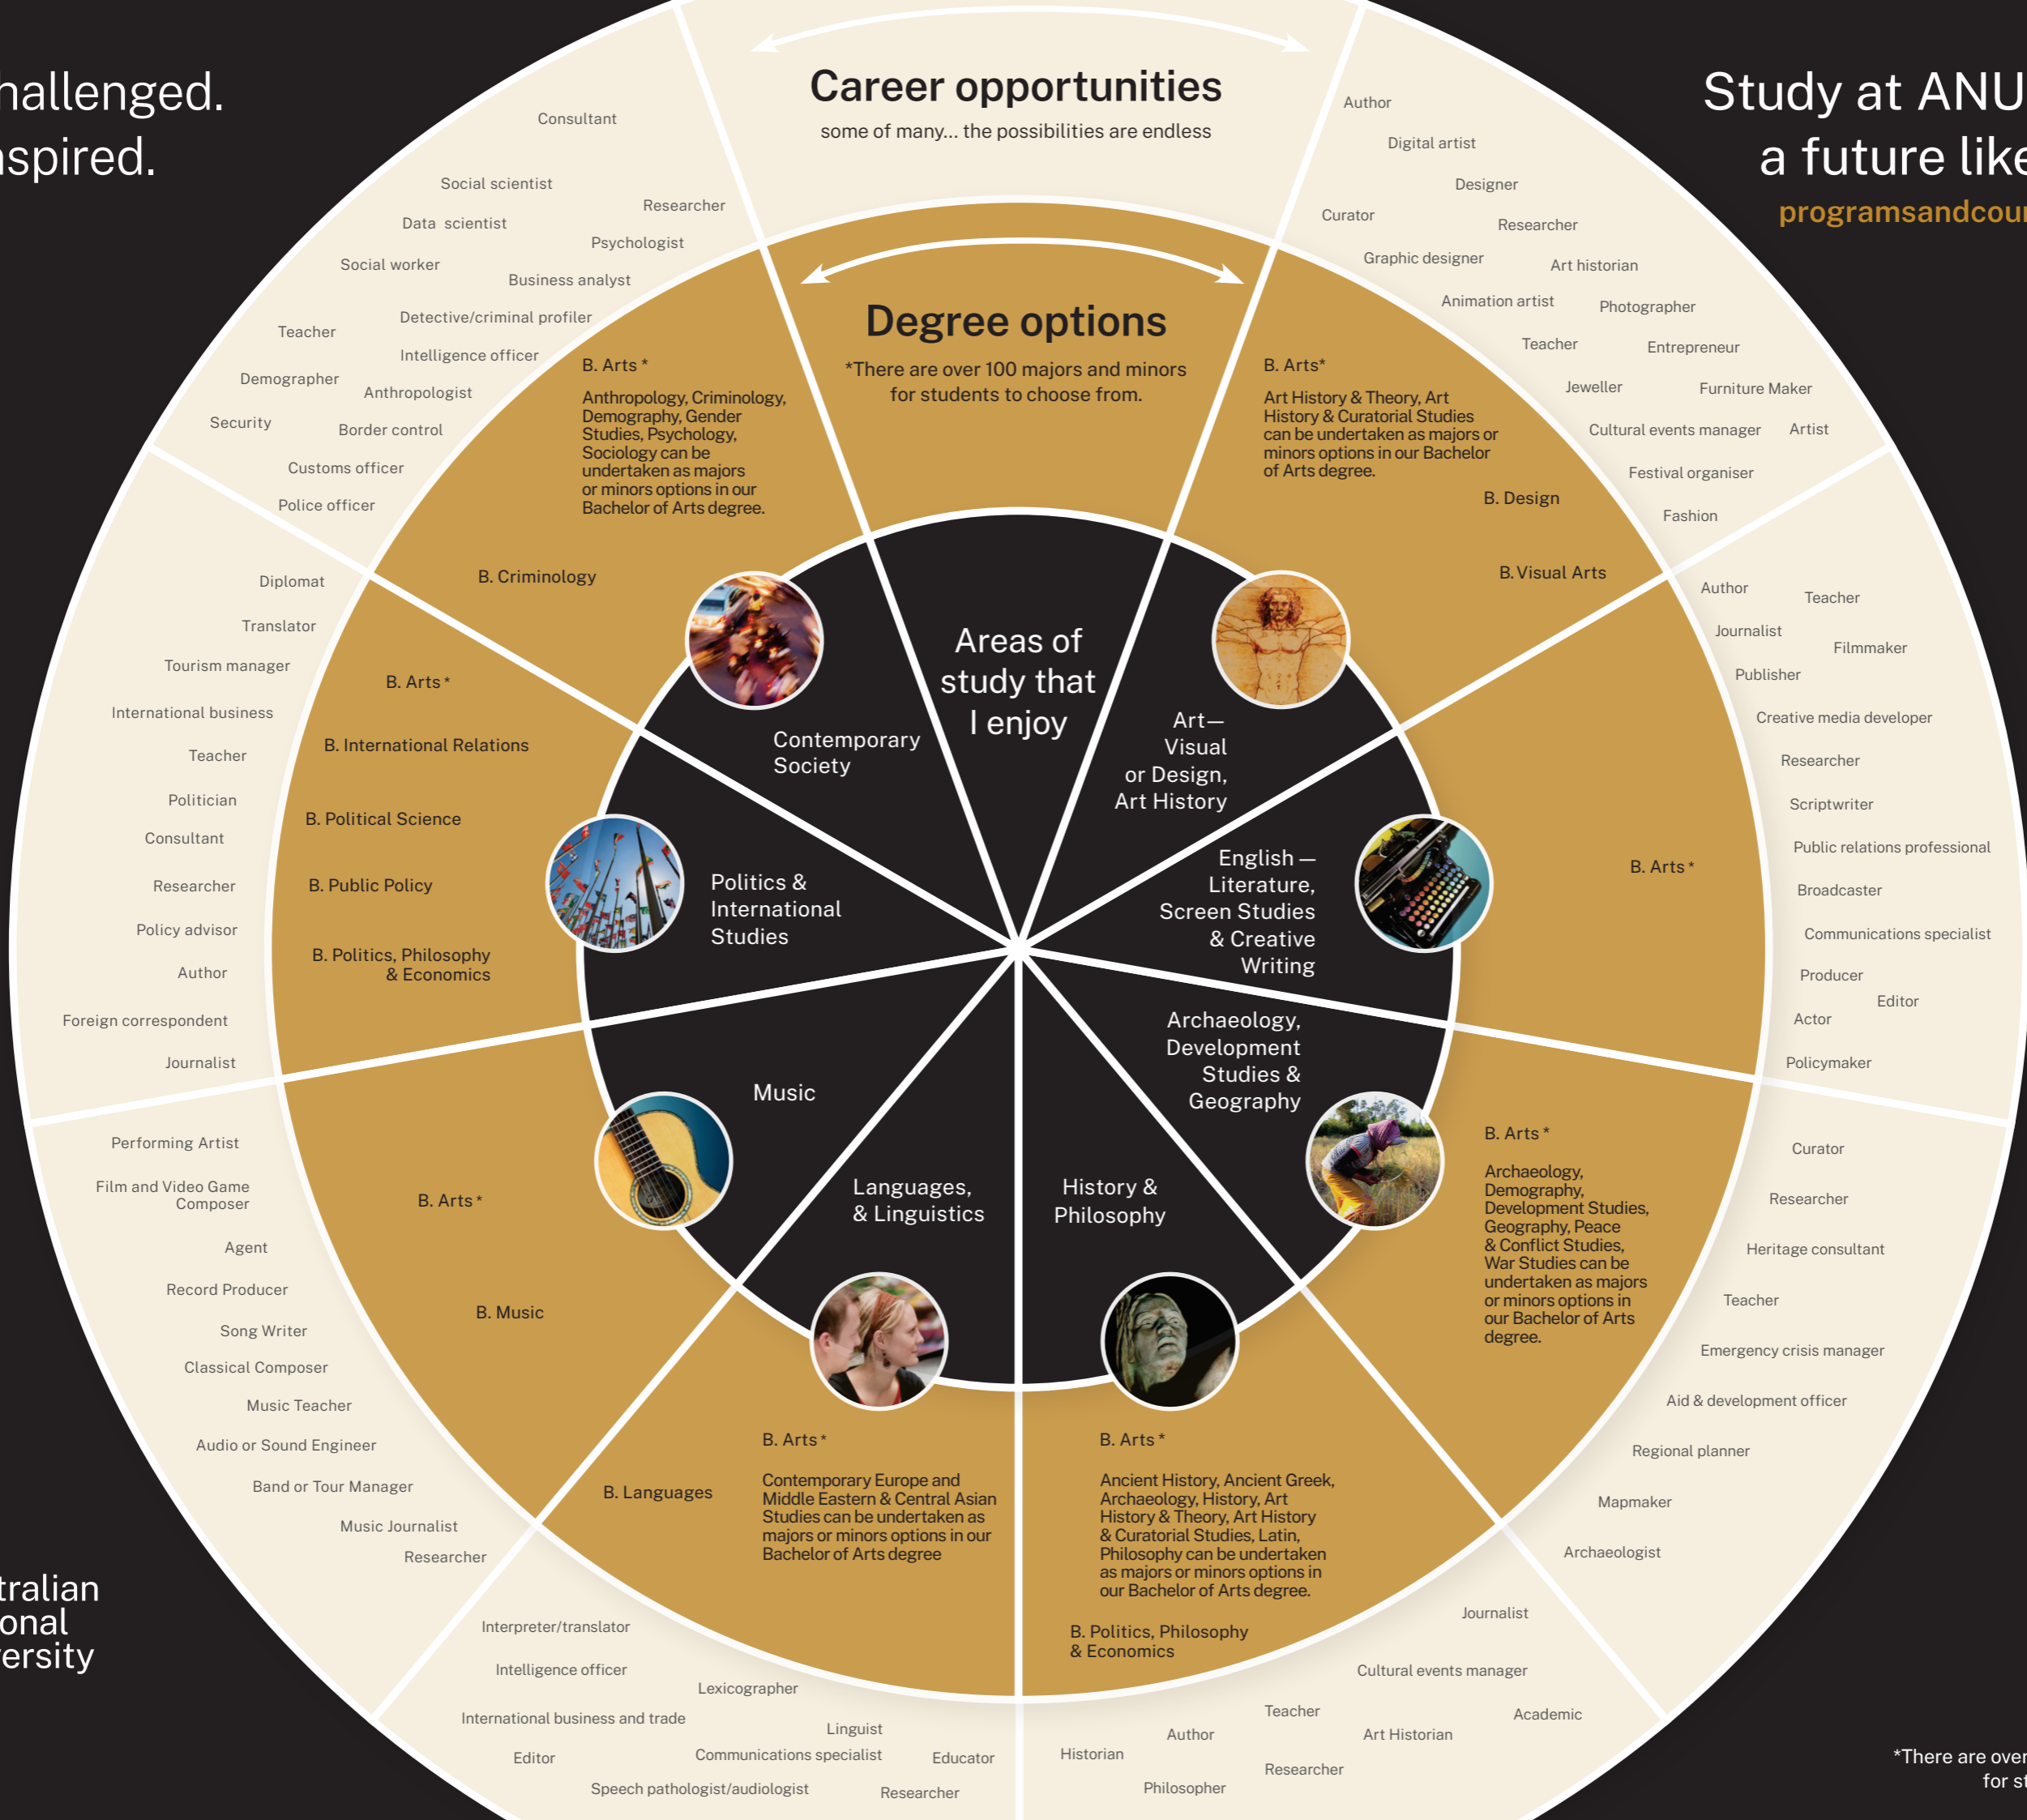 hallenged.
nspired.
Study at ANU
a future like
programsandcour
Career opportunities
some of many... the possibilities are endless
Degree options
*There are over 100 majors and minors
for students to choose from.
Areas of
study that
I enjoy
Author
Digital artist
Designer
Curator
Researcher
Graphic designer
Art historian
Animation artist
Photographer
Teacher
Entrepreneur
Jeweller
Furniture Maker
Cultural events manager
Artist
Festival organiser
Fashion
B. Arts*
Art History & Theory, Art
History & Curatorial Studies
can be undertaken as majors or
minors options in our Bachelor
of Arts degree.
B. Design
B. Visual Arts
Art—
Visual
or Design,
Art History
Author
Teacher
Journalist
Filmmaker
Publisher
Creative media developer
Researcher
Scriptwriter
Public relations professional
Broadcaster
Communications specialist
Producer
Editor
Actor
Policymaker
B. Arts*
English —
Literature,
Screen Studies
& Creative
Writing
Curator
Researcher
Heritage consultant
Teacher
Emergency crisis manager
Aid & development officer
Regional planner
Mapmaker
Archaeologist
B. Arts*
Archaeology,
Demography,
Development Studies,
Geography, Peace
& Conflict Studies,
War Studies can be
undertaken as majors
or minors options in
our Bachelor of Arts
degree.
Archaeology,
Development
Studies &
Geography
History &
Philosophy
B. Arts*
Ancient History, Ancient Greek,
Archaeology, History, Art
History & Theory, Art History
& Curatorial Studies, Latin,
Philosophy can be undertaken
as majors or minors options in
our Bachelor of Arts degree.
B. Politics, Philosophy
& Economics
Journalist
Cultural events manager
Teacher
Academic
Author
Art Historian
Historian
Researcher
Philosopher
Languages,
& Linguistics
B. Arts*
B. Languages
Contemporary Europe and
Middle Eastern & Central Asian
Studies can be undertaken as
majors or minors options in our
Bachelor of Arts degree
Interpreter/translator
Intelligence officer
Lexicographer
International business and trade
Linguist
Editor
Communications specialist
Educator
Speech pathologist/audiologist
Researcher
Music
B. Arts*
B. Music
Performing Artist
Film and Video Game
Composer
Agent
Record Producer
Song Writer
Classical Composer
Music Teacher
Audio or Sound Engineer
Band or Tour Manager
Music Journalist
Researcher
Politics &
International
Studies
B. Arts*
B. International Relations
B. Political Science
B. Public Policy
B. Politics, Philosophy
& Economics
Diplomat
Translator
Tourism manager
International business
Teacher
Politician
Consultant
Researcher
Policy advisor
Author
Foreign correspondent
Journalist
Contemporary
Society
B. Arts *
Anthropology, Criminology,
Demography, Gender
Studies, Psychology,
Sociology can be
undertaken as majors
or minors options in our
Bachelor of Arts degree.
B. Criminology
Consultant
Social scientist
Researcher
Data scientist
Psychologist
Social worker
Business analyst
Detective/criminal profiler
Teacher
Intelligence officer
Demographer
Anthropologist
Security
Border control
Customs officer
Police officer
tralian
onal
ersity
*There are over
for st